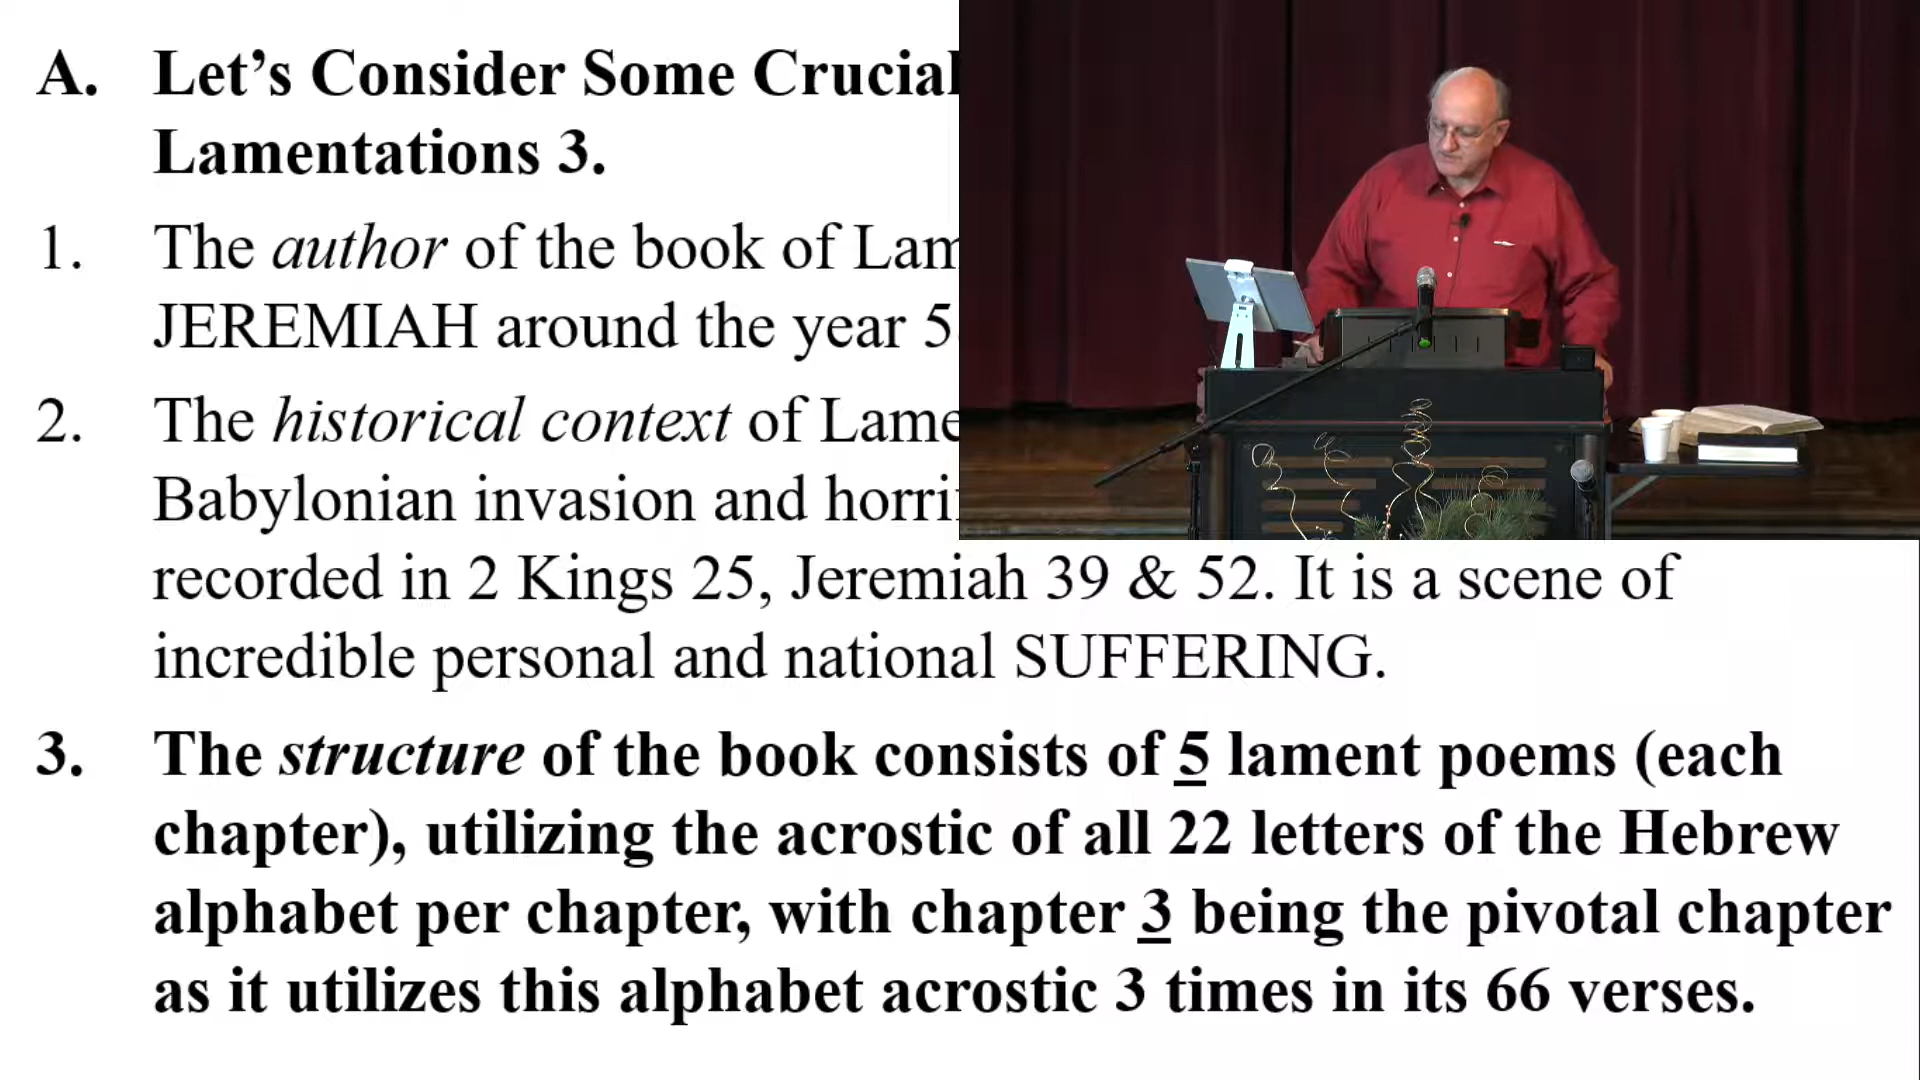 A. Let’s Consider Some Crucial
Lamentations 3.
1. The author of the book of Lam
JEREMIAH around the year 5
2. The historical context of Lame
Babylonian invasion and horri
recorded in 2 Kings 25, Jeremiah 39 & 52. It is a scene of
incredible personal and national SUFFERING.
3. The structure of the book consists of 5 lament poems (each
chapter), utilizing the acrostic of all 22 letters of the Hebrew
alphabet per chapter, with chapter 3 being the pivotal chapter
as it utilizes this alphabet acrostic 3 times in its 66 verses.